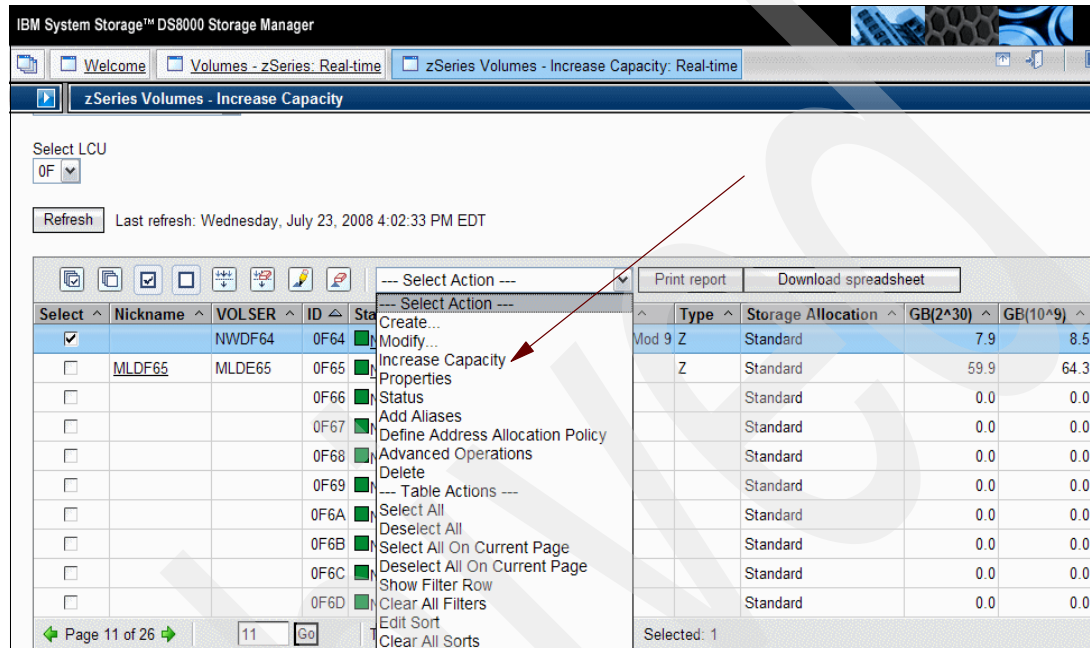 IBM System Storage™ DS8000 Storage Manager
Welcome Volumes - zSeries: Real-time zSeries Volumes - Increase Capacity: Real-time
zSeries Volumes - Increase Capacity
Select LCU
0F
Refresh Last refresh: Wednesday, July 23, 2008 4:02:33 PM EDT
--- Select Action --- Print report Download spreadsheet
--- Select Action ---
Create...
Modify...
Increase Capacity
Properties
Status
Add Aliases
Define Address Allocation Policy
Advanced Operations
Delete
--- Table Actions ---
Select All
Deselect All
Select All On Current Page
Deselect All On Current Page
Show Filter Row
Clear All Filters
Edit Sort
Clear All Sorts
Select Nickname VOLSER ID Sta Type Storage Allocation GB(2^30) GB(10^9)
NWDF64 0F64 Mod 9 Z Standard 7.9 8.5
MLDF65 MLDE65 0F65 Z Standard 59.9 64.3
0F66 Standard 0.0 0.0
0F67 Standard 0.0 0.0
0F68 Standard 0.0 0.0
0F69 Standard 0.0 0.0
0F6A Standard 0.0 0.0
0F6B Standard 0.0 0.0
0F6C Standard 0.0 0.0
0F6D Standard 0.0 0.0
Page 11 of 26 11 Go Selected: 1